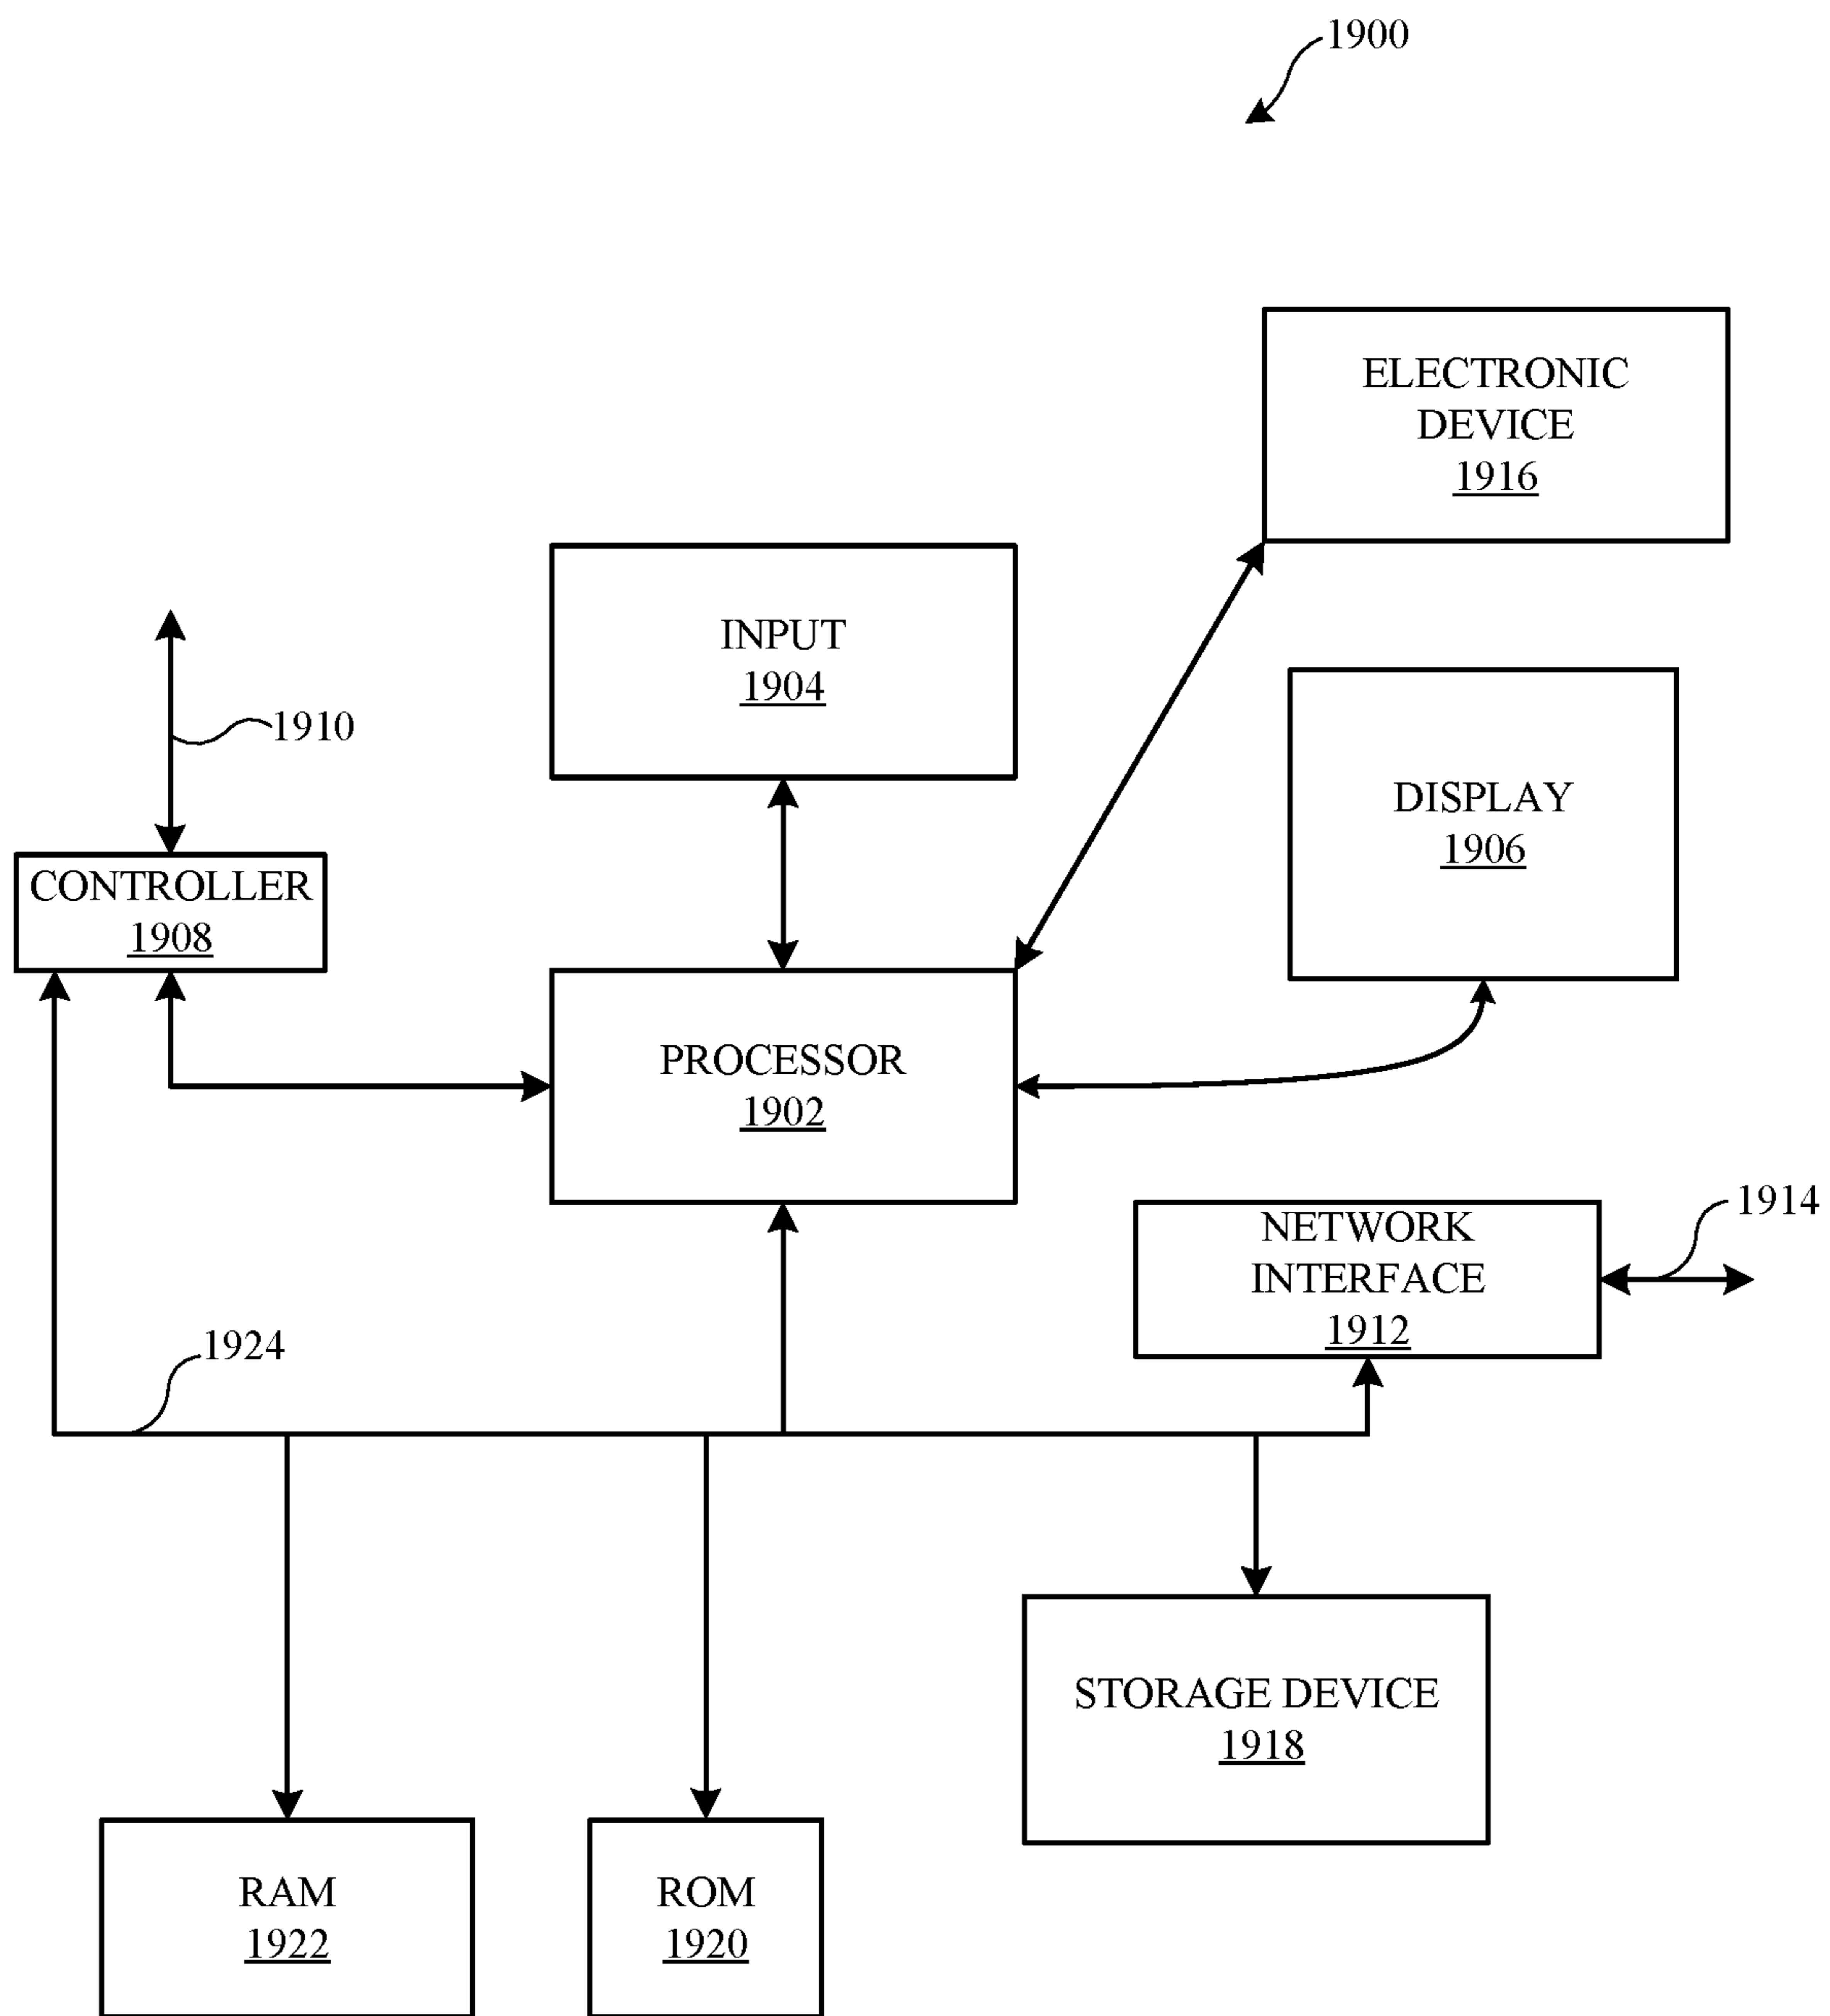 1900
ELECTRONIC
DEVICE
1916
INPUT
1904
1910
DISPLAY
1906
CONTROLLER
1908
PROCESSOR
1902
1914
NETWORK
INTERFACE
1912
1924
STORAGE DEVICE
1918
RAM
1922
ROM
1920